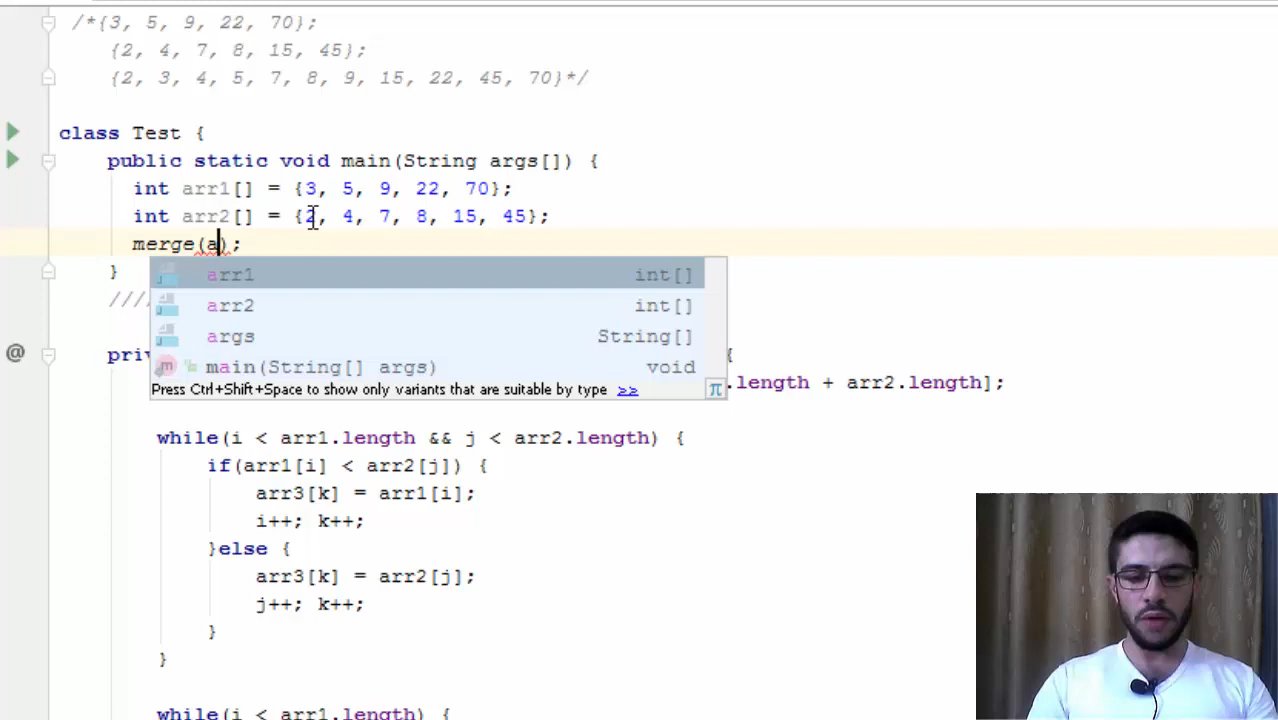 /*{3, 5, 9, 22, 70};
{2, 4, 7, 8, 15, 45};
{2, 3, 4, 5, 7, 8, 9, 15, 22, 45, 70}*/
class Test {
public static void main(String args[]) {
int arr1[] = {3, 5, 9, 22, 70};
int arr2[] = {2, 4, 7, 8, 15, 45};
merge(a);
}
arr1 int[]
arr2 int[]
args String[]
m main(String[] args) void
Press Ctrl+Shift+Space to show only variants that are suitable by type >> π
////
@ priv {
.length + arr2.length];
while(i < arr1.length && j < arr2.length) {
if(arr1[i] < arr2[j]) {
arr3[k] = arr1[i];
i++; k++;
}else {
arr3[k] = arr2[j];
j++; k++;
}
}
while(i < arr1.length) {